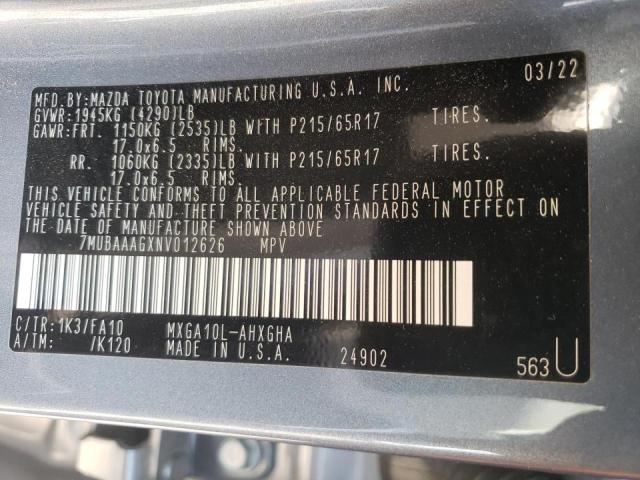 MFD.BY:MAZDA TOYOTA MANUFACTURING U.S.A. INC. 03/22
GVWR:1945KG (4290)LB
GAWR:FRT. 1150KG (2535)LB WITH P215/65R17 TIRES.
17.0x6.5 RIMS.
RR. 1060KG (2335)LB WITH P215/65R17 TIRES.
17.0x6.5 RIMS.
THIS VEHICLE CONFORMS TO ALL APPLICABLE FEDERAL MOTOR
VEHICLE SAFETY AND THEFT PREVENTION STANDARDS IN EFFECT ON
THE DATE OF MANUFACTURE SHOWN ABOVE
7MUBAAAGXNV012626 MPV
C/TR:1K3/FA10 MXGA10L-AHXGHA
A/TM: /K120 MADE IN U.S.A. 24902 563U